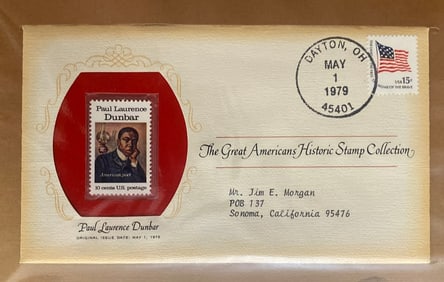 DAYTON, OH
MAY
1
1979
45401
USA 15c
Paul Laurence
Dunbar
American poet
10 cents U.S. postage
The Great Americans Historic Stamp Collection
Mr. Jim E. Morgan
POB 137
Sonoma, California 95476
Paul Laurence Dunbar
ORIGINAL ISSUE DATE: MAY 1, 1975